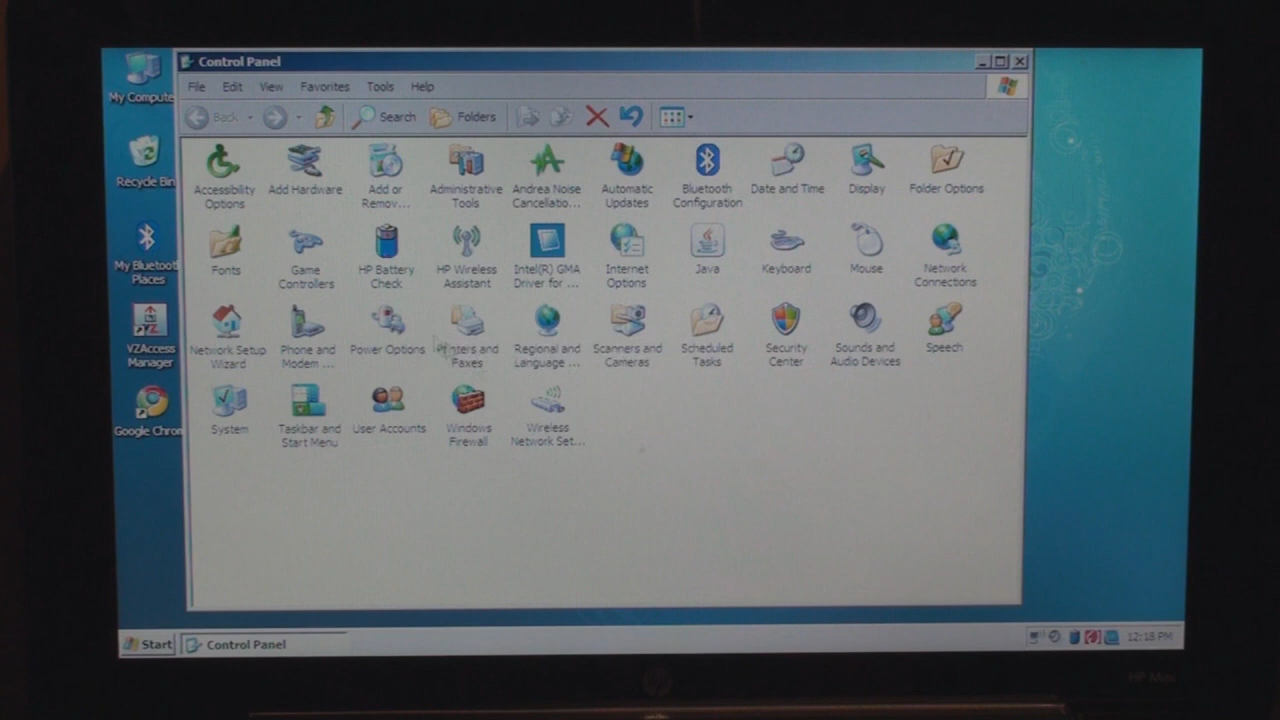 Control Panel
File Edit View Favorites Tools Help
Back Search Folders
My Compute
Recycle Bin
My Bluetoot
Places
VZAccess
Manager
Google Chron
Accessibility
Options
Add Hardware
Add or
Remov...
Administrative
Tools
Andrea Noise
Cancellatio...
Automatic
Updates
Bluetooth
Configuration
Date and Time
Display
Folder Options
Fonts
Game
Controllers
HP Battery
Check
HP Wireless
Assistant
Intel(R) GMA
Driver for ...
Internet
Options
Java
Keyboard
Mouse
Network
Connections
Network Setup
Wizard
Phone and
Modem ...
Power Options
nters and
Faxes
Regional and
Language ...
Scanners and
Cameras
Scheduled
Tasks
Security
Center
Sounds and
Audio Devices
Speech
System
Taskbar and
Start Menu
User Accounts
Windows
Firewall
Wireless
Network Set...
Start Control Panel 12:18 PM
HP Mini